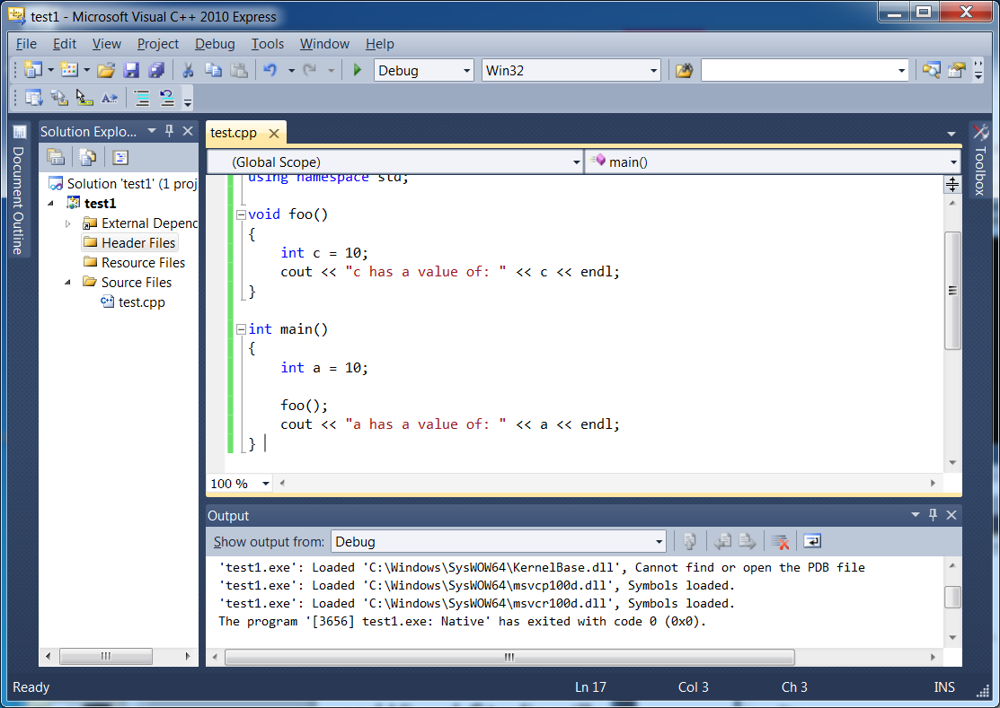 test1 - Microsoft Visual C++ 2010 Express
File Edit View Project Debug Tools Window Help
Debug Win32
Document Outline
Solution Explo...
Solution 'test1' (1 proj
test1
External Depenc
Header Files
Resource Files
Source Files
test.cpp
test.cpp
(Global Scope) main()
using namespace std;
void foo()
{
int c = 10;
cout << "c has a value of: " << c << endl;
}
int main()
{
int a = 10;
foo();
cout << "a has a value of: " << a << endl;
}
100 %
Toolbox
Output
Show output from: Debug
'test1.exe': Loaded 'C:\Windows\SysWOW64\KernelBase.dll', Cannot find or open the PDB file
'test1.exe': Loaded 'C:\Windows\SysWOW64\msvcp100d.dll', Symbols loaded.
'test1.exe': Loaded 'C:\Windows\SysWOW64\msvcr100d.dll', Symbols loaded.
The program '[3656] test1.exe: Native' has exited with code 0 (0x0).
Ready Ln 17 Col 3 Ch 3 INS